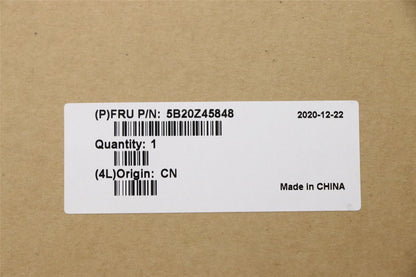 (P)FRU P/N: 5B20Z45848
2020-12-22
Quantity: 1
(4L)Origin: CN
Made in CHINA